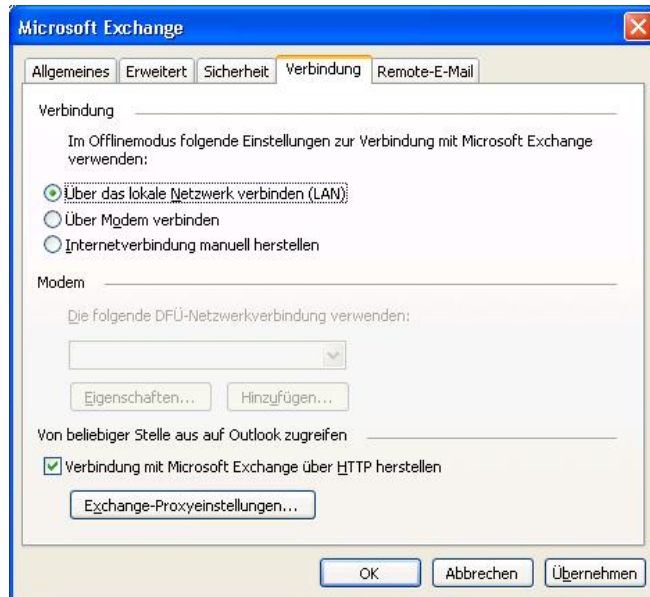 Microsoft Exchange
Allgemeines Erweitert Sicherheit Verbindung Remote-E-Mail
Verbindung
Im Offlinemodus folgende Einstellungen zur Verbindung mit Microsoft Exchange
verwenden:
Über das lokale Netzwerk verbinden (LAN)
Über Modem verbinden
Internetverbindung manuell herstellen
Modem
Die folgende DFÜ-Netzwerkverbindung verwenden:
Eigenschaften... Hinzufügen...
Von beliebiger Stelle aus auf Outlook zugreifen
Verbindung mit Microsoft Exchange über HTTP herstellen
Exchange-Proxyeinstellungen...
OK Abbrechen Übernehmen